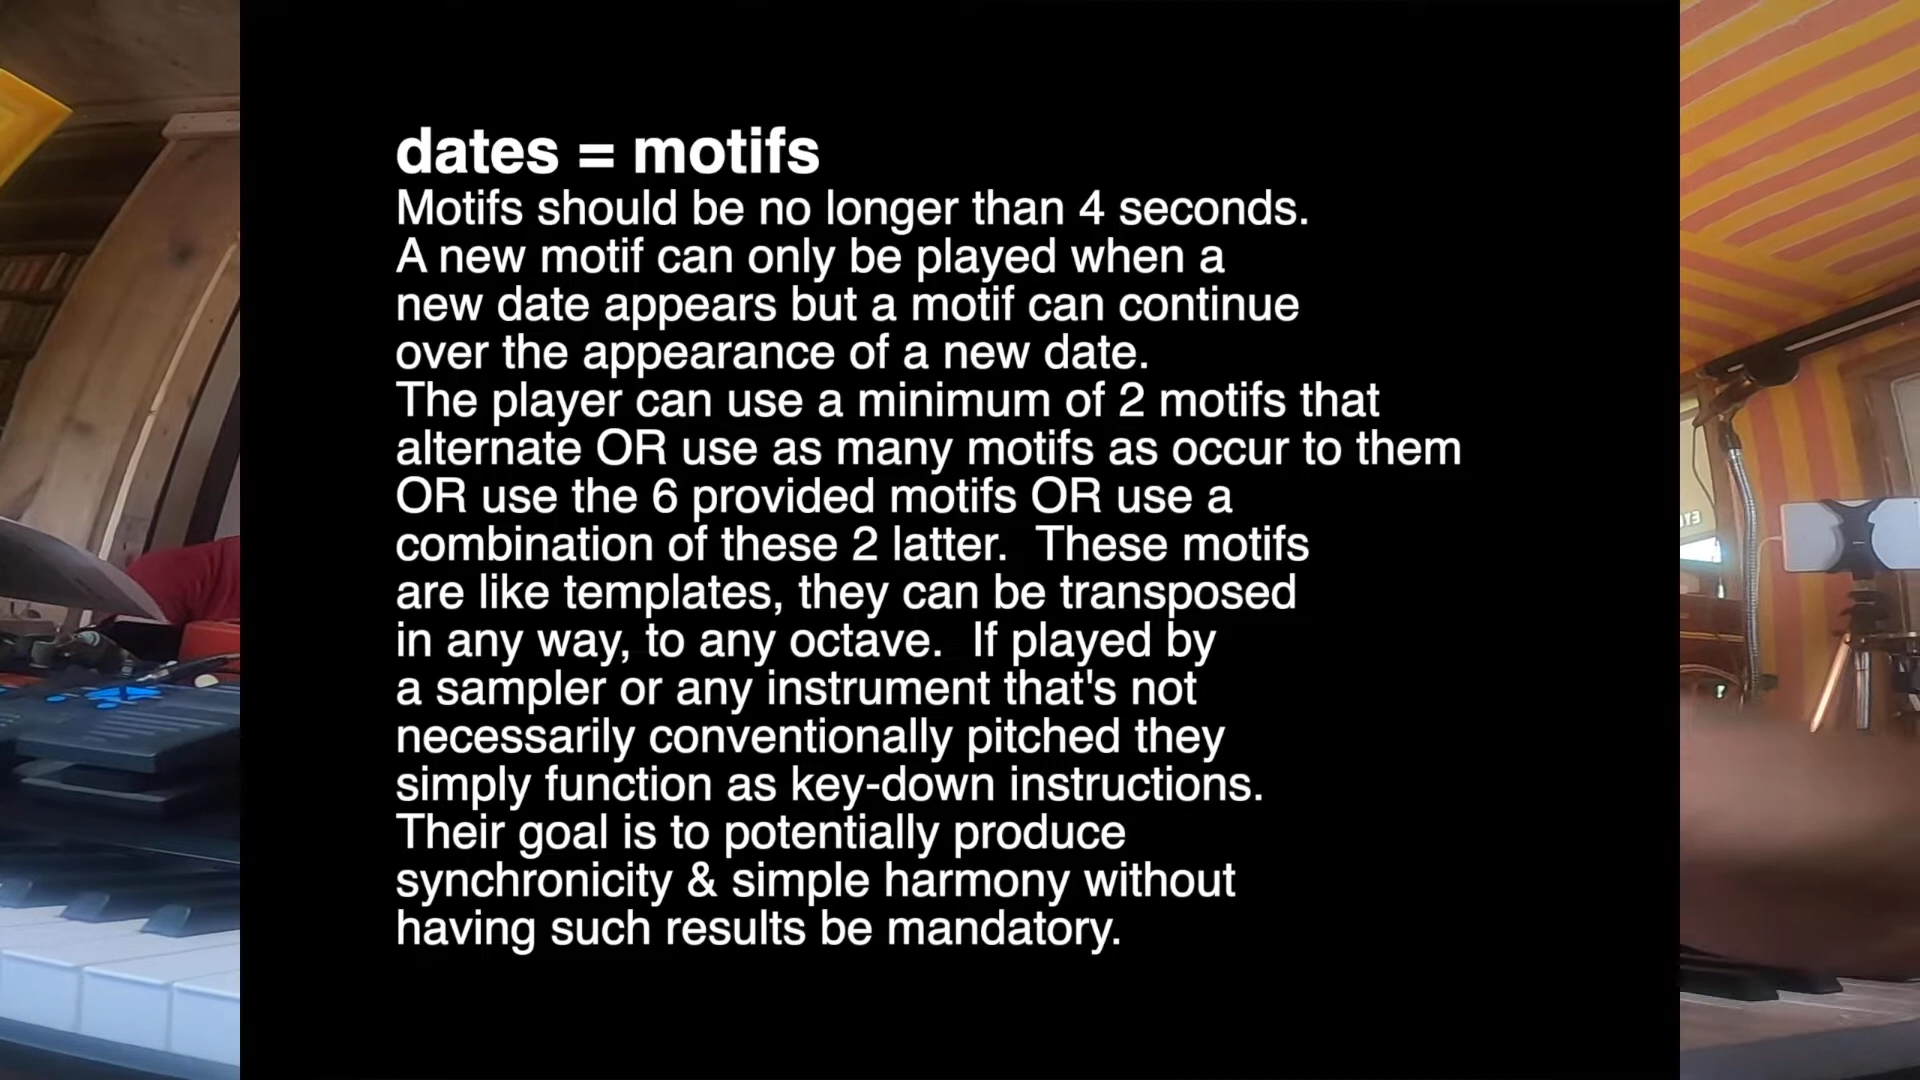 dates = motifs
Motifs should be no longer than 4 seconds.
A new motif can only be played when a
new date appears but a motif can continue
over the appearance of a new date.
The player can use a minimum of 2 motifs that
alternate OR use as many motifs as occur to them
OR use the 6 provided motifs OR use a
combination of these 2 latter.  These motifs
are like templates, they can be transposed
in any way, to any octave.  If played by
a sampler or any instrument that's not
necessarily conventionally pitched they
simply function as key-down instructions.
Their goal is to potentially produce
synchronicity & simple harmony without
having such results be mandatory.